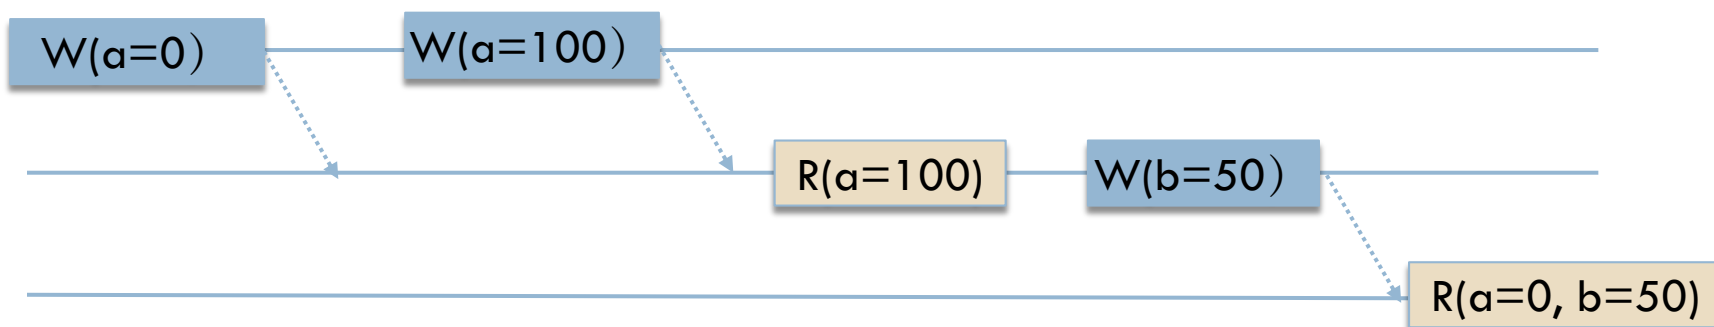 W(a=0）
W(a=100）
R(a=100)
W(b=50）
R(a=0, b=50)